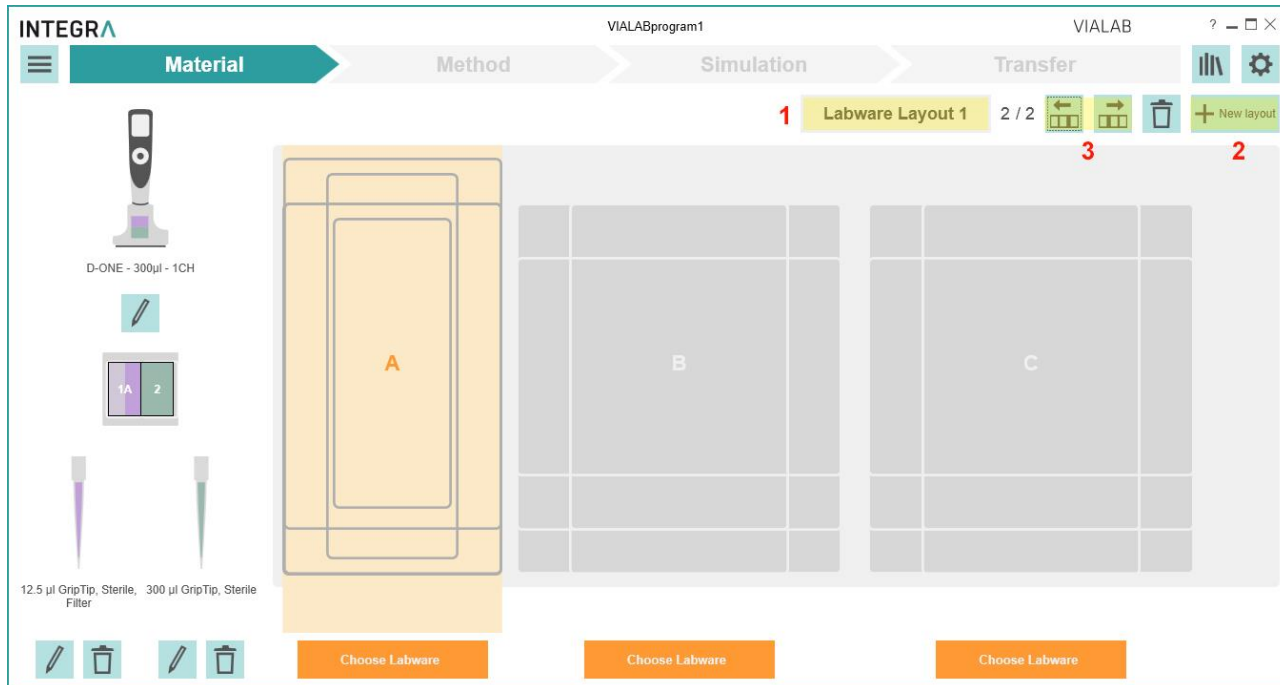 INTEGRA
VIALABprogram1
VIALAB
?
Material
Method
Simulation
Transfer
1
Labware Layout 1
2 / 2
New layout
3
2
D-ONE - 300µl - 1CH
1A
2
A
B
C
12.5 µl GripTip, Sterile,
Filter
300 µl GripTip, Sterile
Choose Labware
Choose Labware
Choose Labware